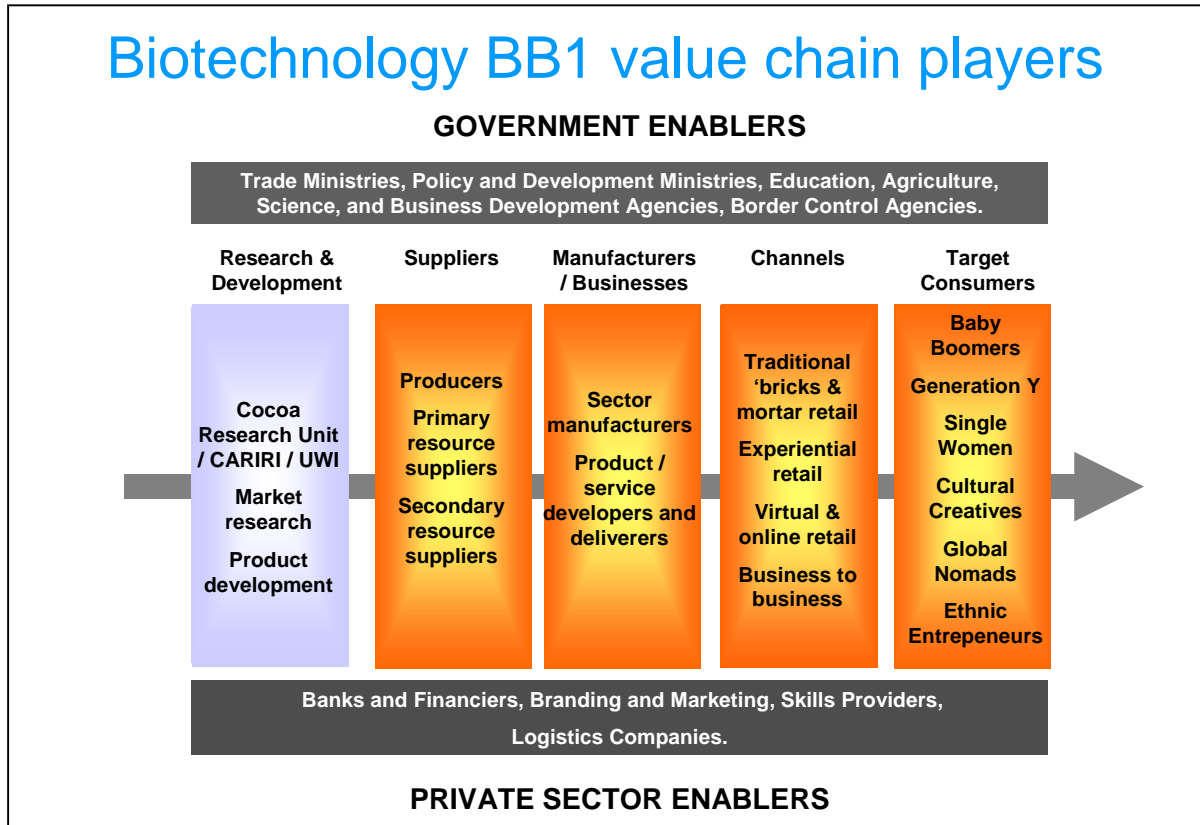 Biotechnology BB1 value chain players
GOVERNMENT ENABLERS
Trade Ministries, Policy and Development Ministries, Education, Agriculture,
Science, and Business Development Agencies, Border Control Agencies.
Research &
Development
Cocoa
Research Unit
/ CARIRI / UWI
Market
research
Product
development
Suppliers
Producers
Primary
resource
suppliers
Secondary
resource
suppliers
Manufacturers
/ Businesses
Sector
manufacturers
Product /
service
developers and
deliverers
Channels
Traditional
‘bricks &
mortar retail
Experiential
retail
Virtual &
online retail
Business to
business
Target
Consumers
Baby
Boomers
Generation Y
Single
Women
Cultural
Creatives
Global
Nomads
Ethnic
Entrepeneurs
Banks and Financiers, Branding and Marketing, Skills Providers,
Logistics Companies.
PRIVATE SECTOR ENABLERS